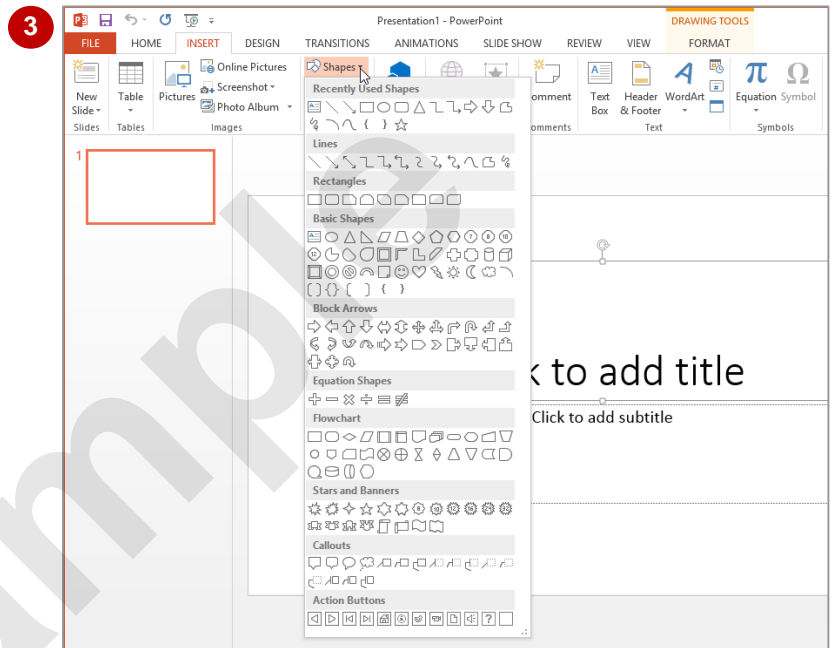 3
Presentation1 - PowerPoint
DRAWING TOOLS
FILE HOME INSERT DESIGN TRANSITIONS ANIMATIONS SLIDE SHOW REVIEW VIEW FORMAT
New Slide
Table
Pictures
Online Pictures
Screenshot
Photo Album
Shapes
omment
Text Box
Header & Footer
WordArt
Equation
Symbol
Slides
Tables
Images
omments
Text
Symbols
1
Recently Used Shapes
Lines
Rectangles
Basic Shapes
Block Arrows
Equation Shapes
Flowchart
Stars and Banners
Callouts
Action Buttons
k to add title
Click to add subtitle
ample